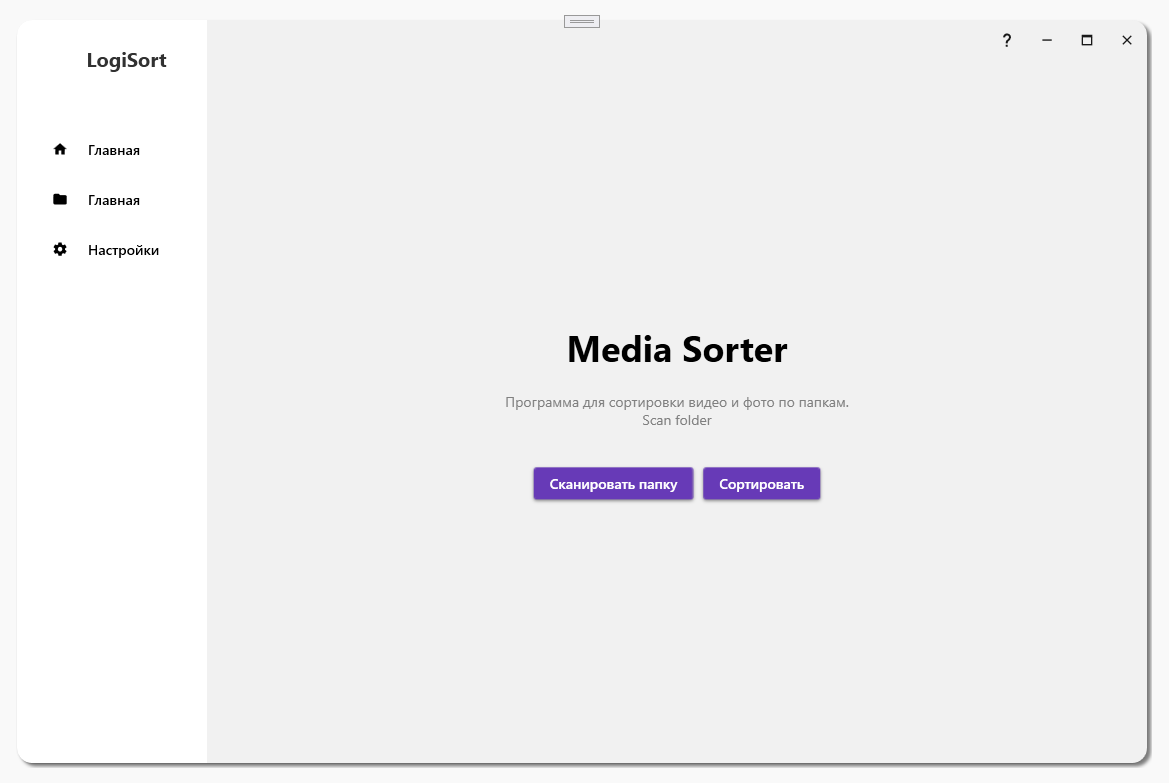 LogiSort
?
Главная
Главная
Настройки
Media Sorter
Программа для сортировки видео и фото по папкам.
Scan folder
Сканировать папку
Сортировать